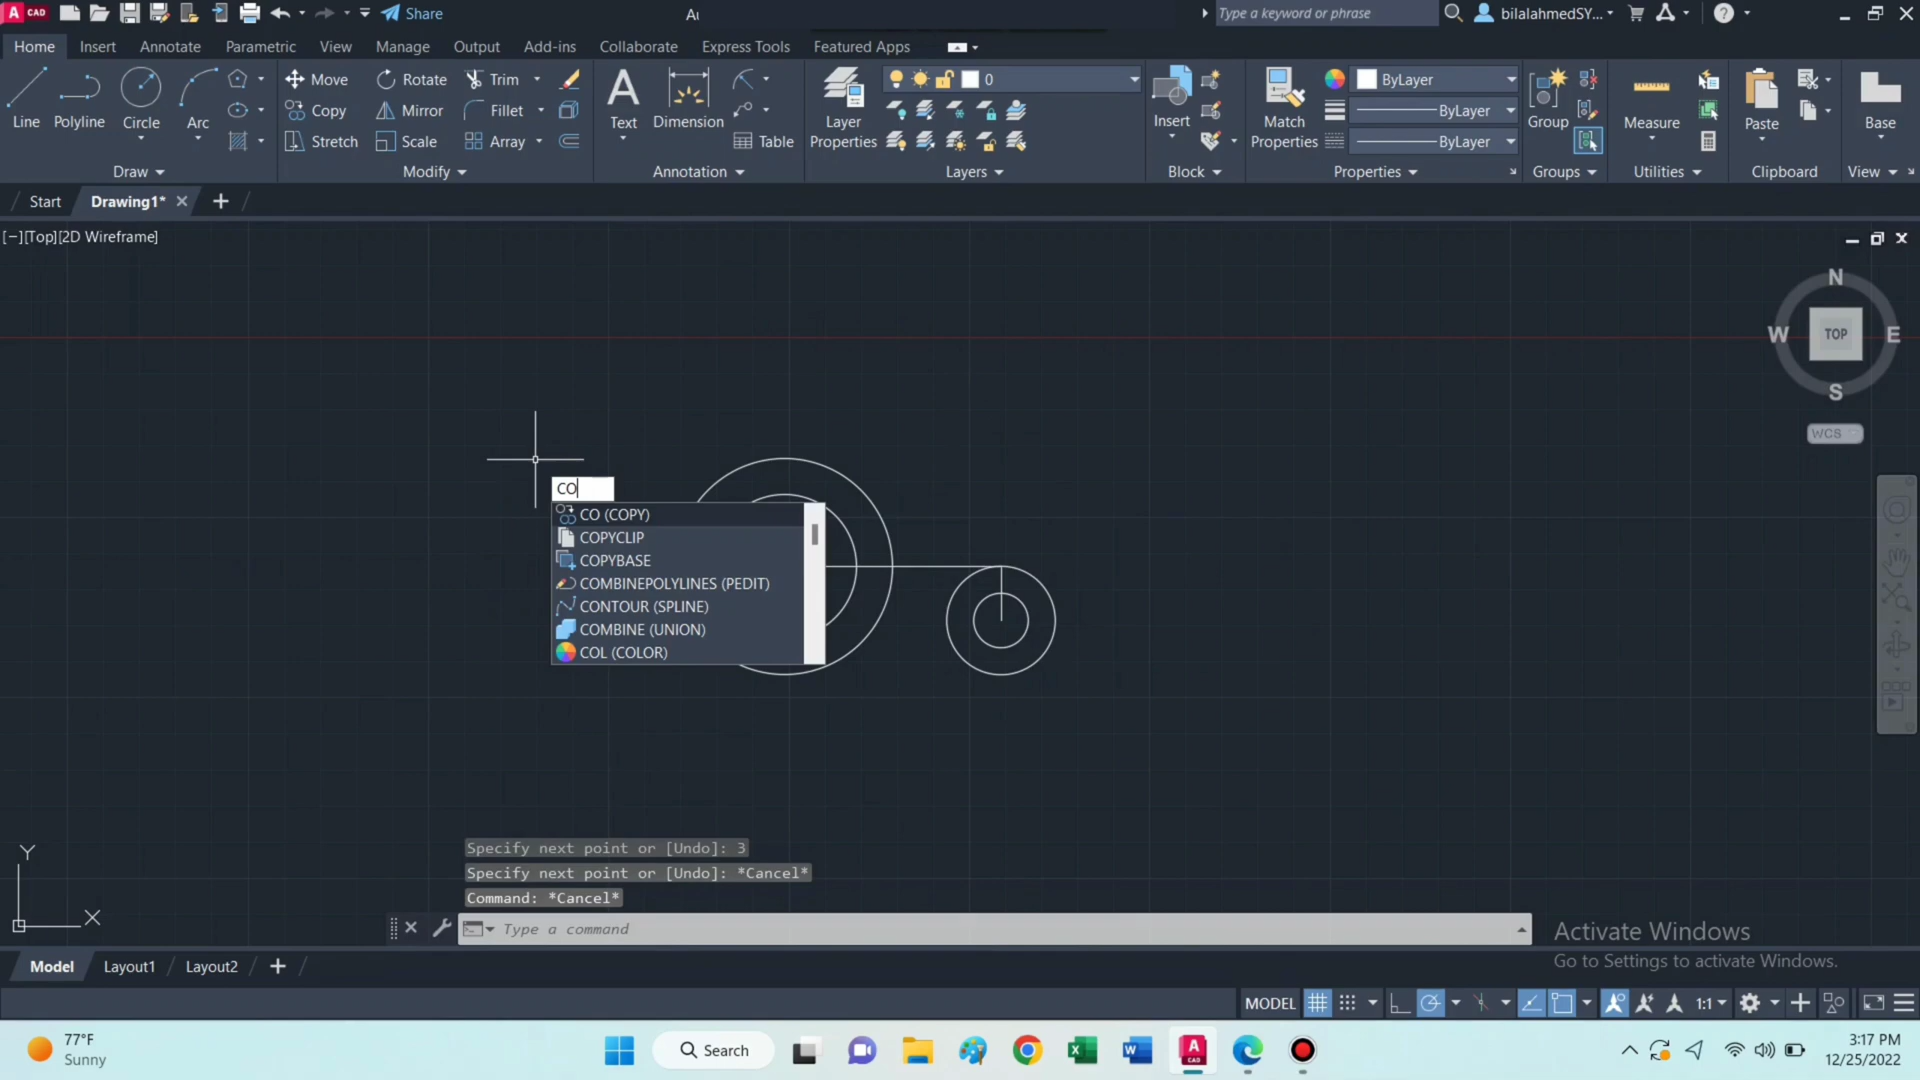 CAD Share Au Type a keyword or phrase bilalahmedSY...
Home Insert Annotate Parametric View Manage Output Add-ins Collaborate Express Tools Featured Apps
Line Polyline Circle Arc
Move Rotate Trim
Copy Mirror Fillet
Stretch Scale Array
Text Dimension Table
Layer Properties
0
Insert
Match Properties
ByLayer
ByLayer
ByLayer
Group Measure Paste Base
Draw Modify Annotation Layers Block Properties Groups Utilities Clipboard View
Start Drawing1*
[−][Top][2D Wireframe]
N
W TOP E
S
WCS
CO
CO (COPY)
COPYCLIP
COPYBASE
COMBINEPOLYLINES (PEDIT)
CONTOUR (SPLINE)
COMBINE (UNION)
COL (COLOR)
Y
X
Specify next point or [Undo]: 3
Specify next point or [Undo]: *Cancel*
Command: *Cancel*
Type a command
Activate Windows
Go to Settings to activate Windows.
Model Layout1 Layout2
MODEL 1:1
77°F
Sunny
Search
3:17 PM
12/25/2022